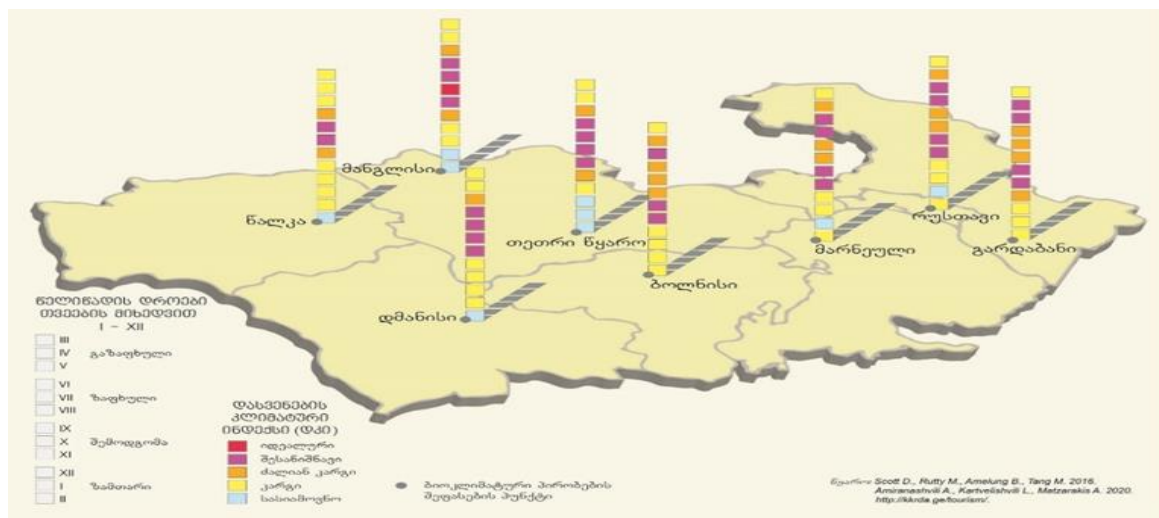 მანგლისი
წალკა
თეთრი წყარო
რუსთავი
მარნეული
გარდაბანი
ბოლნისი
დმანისი
წელიწადის დროები
თვეების მიხედვით
I – XII
III
IV გაზაფხული
V
VI
VII ზაფხული
VIII
IX
X შემოდგომა
XI
XII
I ზამთარი
II
დასვენების
კლიმატური
ინდექსი (დკი)
იდეალური
შესანიშნავი
ძალიან კარგი
კარგი
სასიამოვნო
ბიოკლიმატური პირობების
შეფასების პუნქტი
წყარო: Scott D., Rutty M., Amelung B., Tang M. 2016.
Amiranashvili A., Kartvelishvili L., Matzarakis A. 2020.
http://kkrda.ge/tourism/.